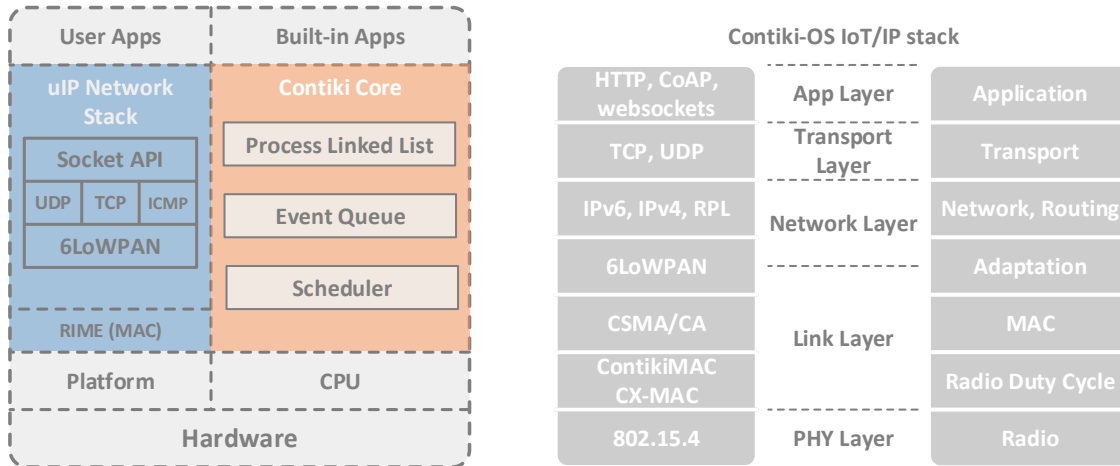 User Apps
Built-in Apps
uIP Network
Stack
Contiki Core
Socket API
UDP
TCP
ICMP
6LoWPAN
Process Linked List
Event Queue
Scheduler
RIME (MAC)
Platform
CPU
Hardware
Contiki-OS IoT/IP stack
HTTP, CoAP,
websockets
App Layer
Application
TCP, UDP
Transport
Layer
Transport
IPv6, IPv4, RPL
Network Layer
Network, Routing
6LoWPAN
Adaptation
CSMA/CA
Link Layer
MAC
ContikiMAC
CX-MAC
Radio Duty Cycle
802.15.4
PHY Layer
Radio